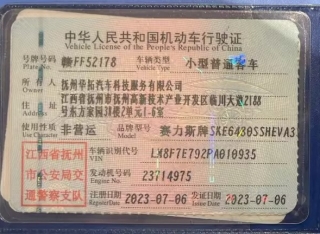 中华人民共和国机动车行驶证
Vehicle License of the People's Republic of China
号牌号码 赣FF52178 车辆类型 小型普通客车
Plate No. Vehicle Type
所有人 抚州华拓汽车科技服务有限公司
Owner
住址 江西省抚州市抚州高新技术产业开发区临川大道2188
号东方家园31楼2单元1-6室
Address
使用性质 非营运 品牌型号 赛力斯牌SKE6430SSHEVA3
Use Character Model
江西省抚州
市公安局交
通警察支队
车辆识别代号 LM8F7E792PA010935
VIN
发动机号码 23714975
Engine No.
注册日期 2023-07-06 发证日期 2023-07-06
Register Date Issue Date